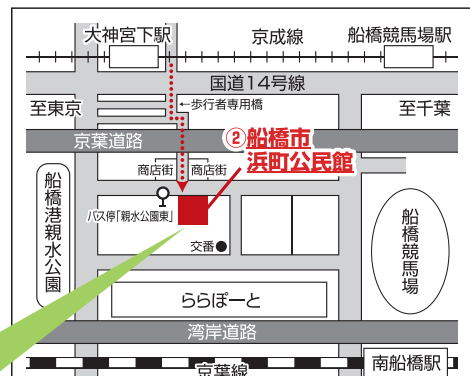 大神宮下駅
京成線
船橋競馬場駅
国道14号線
至東京
←歩行者専用橋
至千葉
京葉道路
②船橋市
浜町公民館
商店街
商店街
船橋港親水公園
バス停「親水公園東」
船橋競馬場
交番●
ららぽーと
湾岸道路
京葉線
南船橋駅